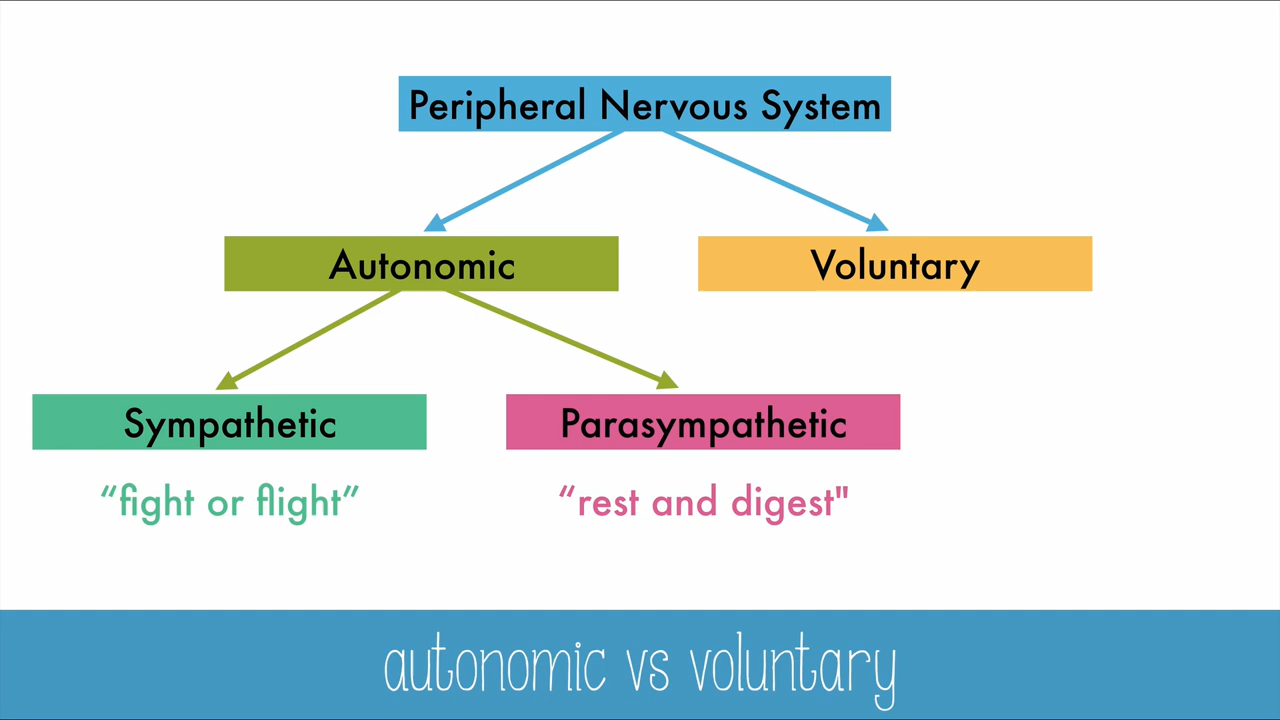 Peripheral Nervous System
Autonomic
Voluntary
Sympathetic
Parasympathetic
“fight or flight”
“rest and digest"
autonomic vs voluntary